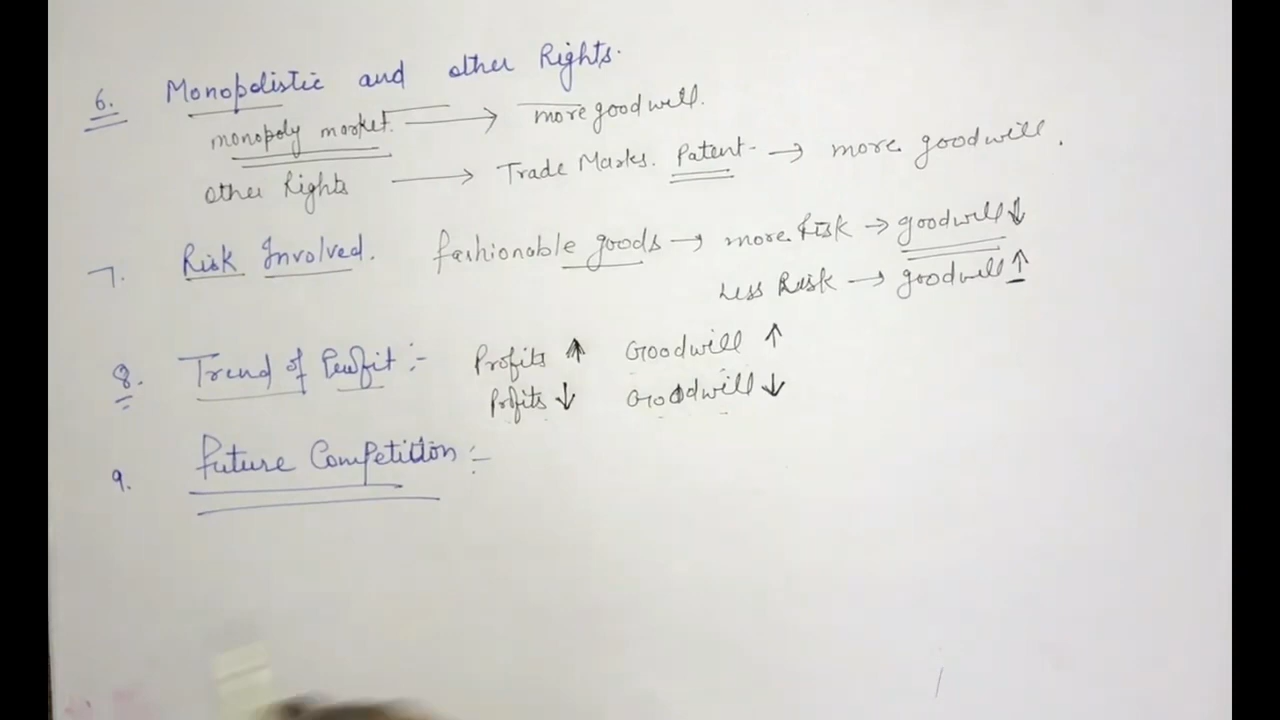 6. Monopolistic and other Rights.
monopoly market. → more goodwill.
other Rights → Trade Marks. Patent → more goodwill.
7. Risk Involved. fashionable goods → more Risk → goodwill ↓
Less Risk → goodwill ↑
8. Trend of Profit :- Profits ↑ Goodwill ↑
Profits ↓ Goodwill ↓
9. Future Competition :-